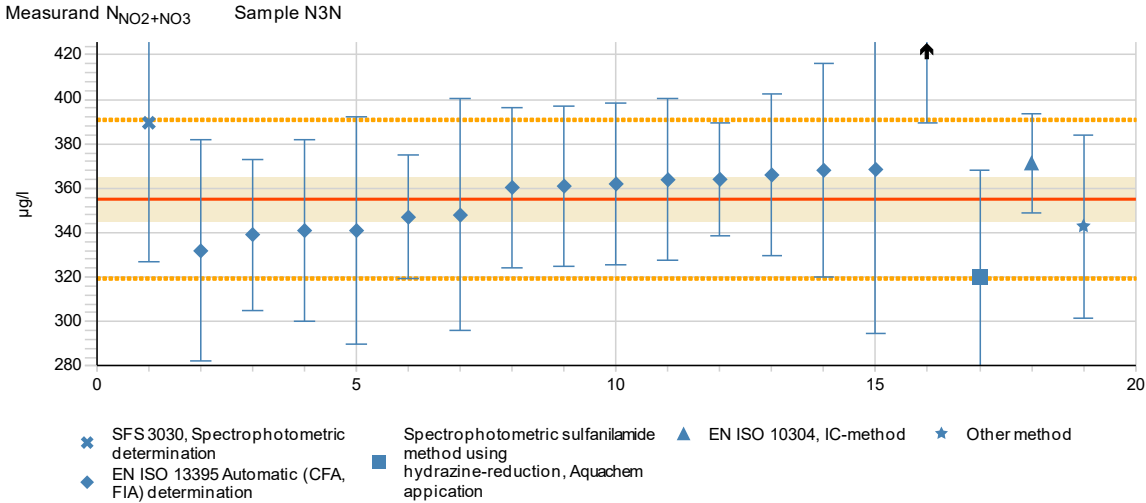 Measurand NNO2+NO3 Sample N3N
420
400
380
360
340
320
300
280
µg/l
0 5 10 15 20
SFS 3030, Spectrophotometric
determination
EN ISO 13395 Automatic (CFA,
FIA) determination
Spectrophotometric sulfanilamide
method using
hydrazine-reduction, Aquachem
appication
EN ISO 10304, IC-method
Other method